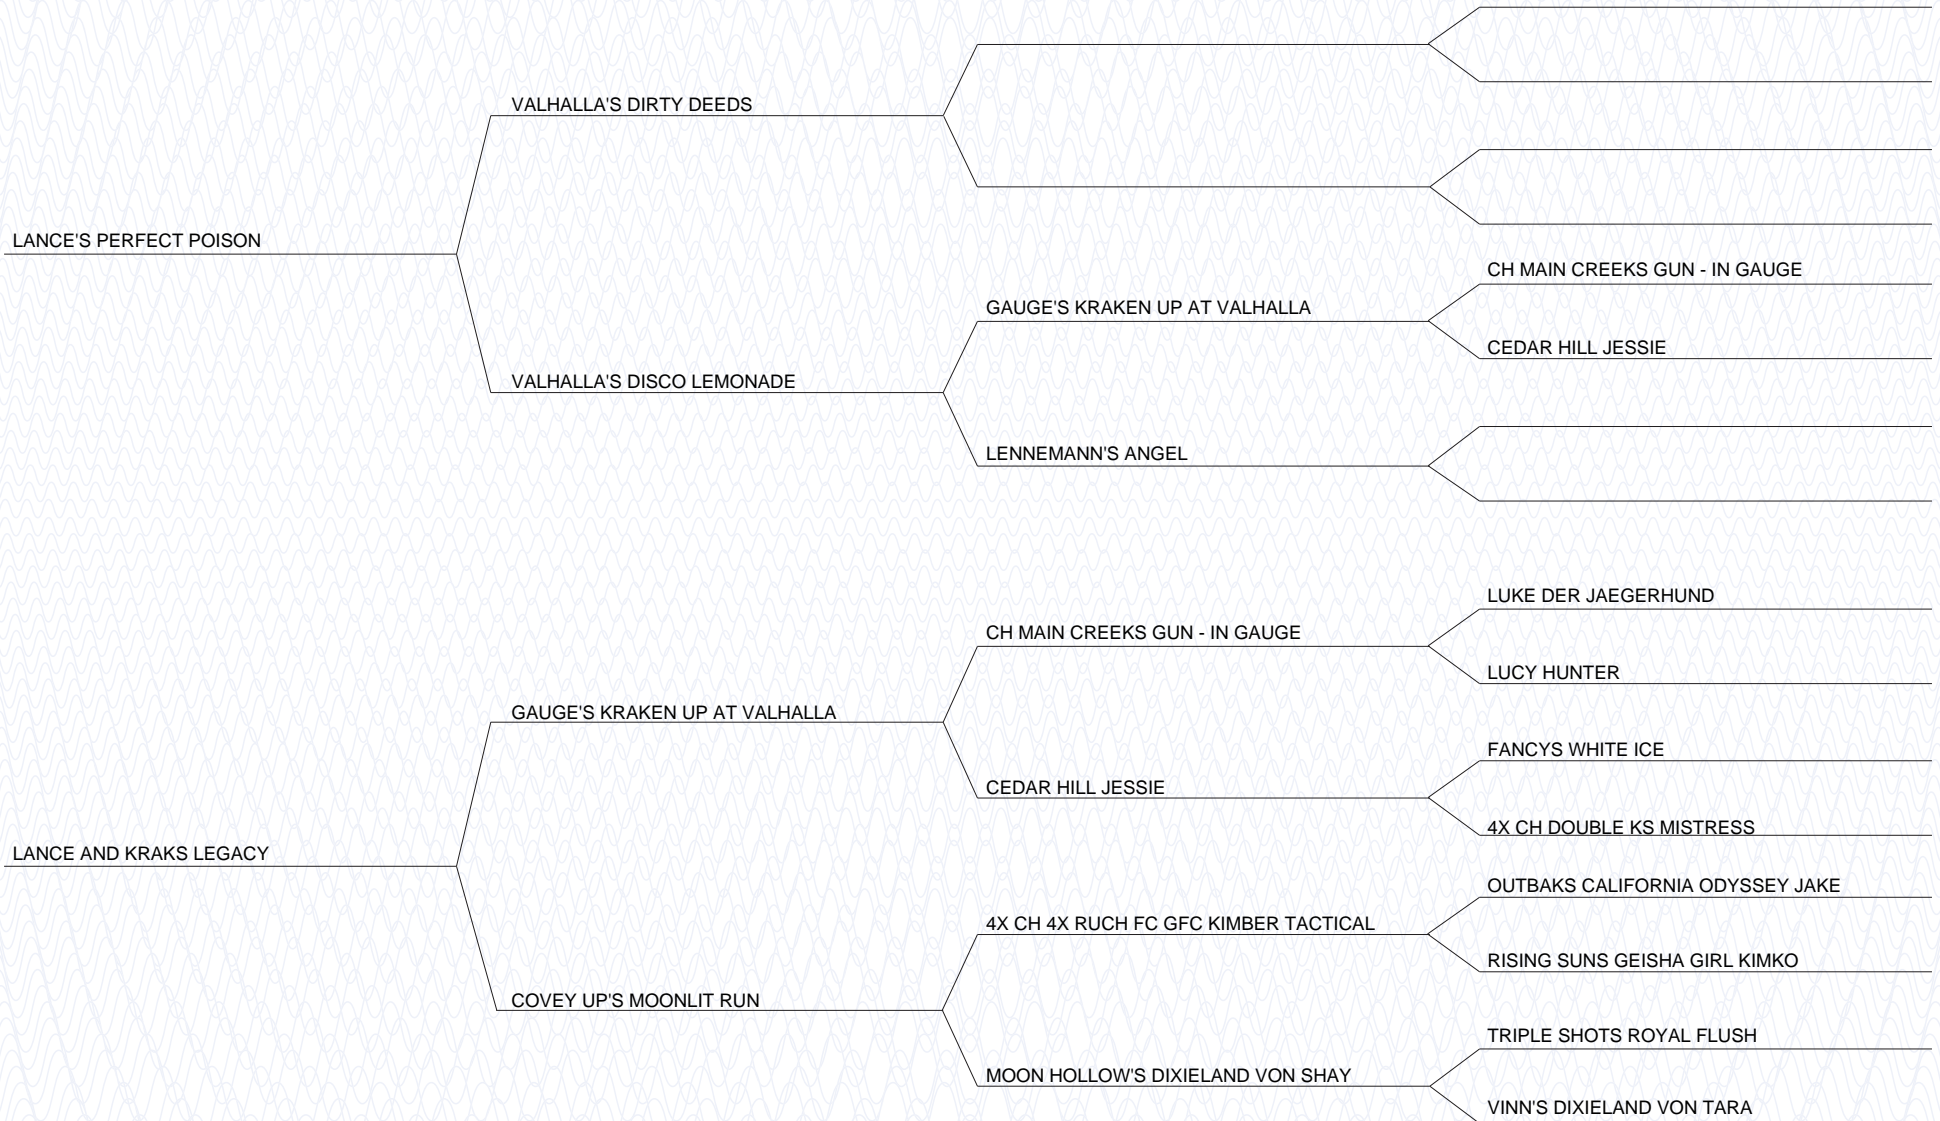 VALHALLA'S DIRTY DEEDS
LANCE'S PERFECT POISON
CH MAIN CREEKS GUN - IN GAUGE
GAUGE'S KRAKEN UP AT VALHALLA
CEDAR HILL JESSIE
VALHALLA'S DISCO LEMONADE
LENNEMANN'S ANGEL
LUKE DER JAEGERHUND
CH MAIN CREEKS GUN - IN GAUGE
LUCY HUNTER
GAUGE'S KRAKEN UP AT VALHALLA
FANCYS WHITE ICE
CEDAR HILL JESSIE
4X CH DOUBLE KS MISTRESS
LANCE AND KRAKS LEGACY
OUTBAKS CALIFORNIA ODYSSEY JAKE
4X CH 4X RUCH FC GFC KIMBER TACTICAL
RISING SUNS GEISHA GIRL KIMKO
COVEY UP'S MOONLIT RUN
TRIPLE SHOTS ROYAL FLUSH
MOON HOLLOW'S DIXIELAND VON SHAY
VINN'S DIXIELAND VON TARA